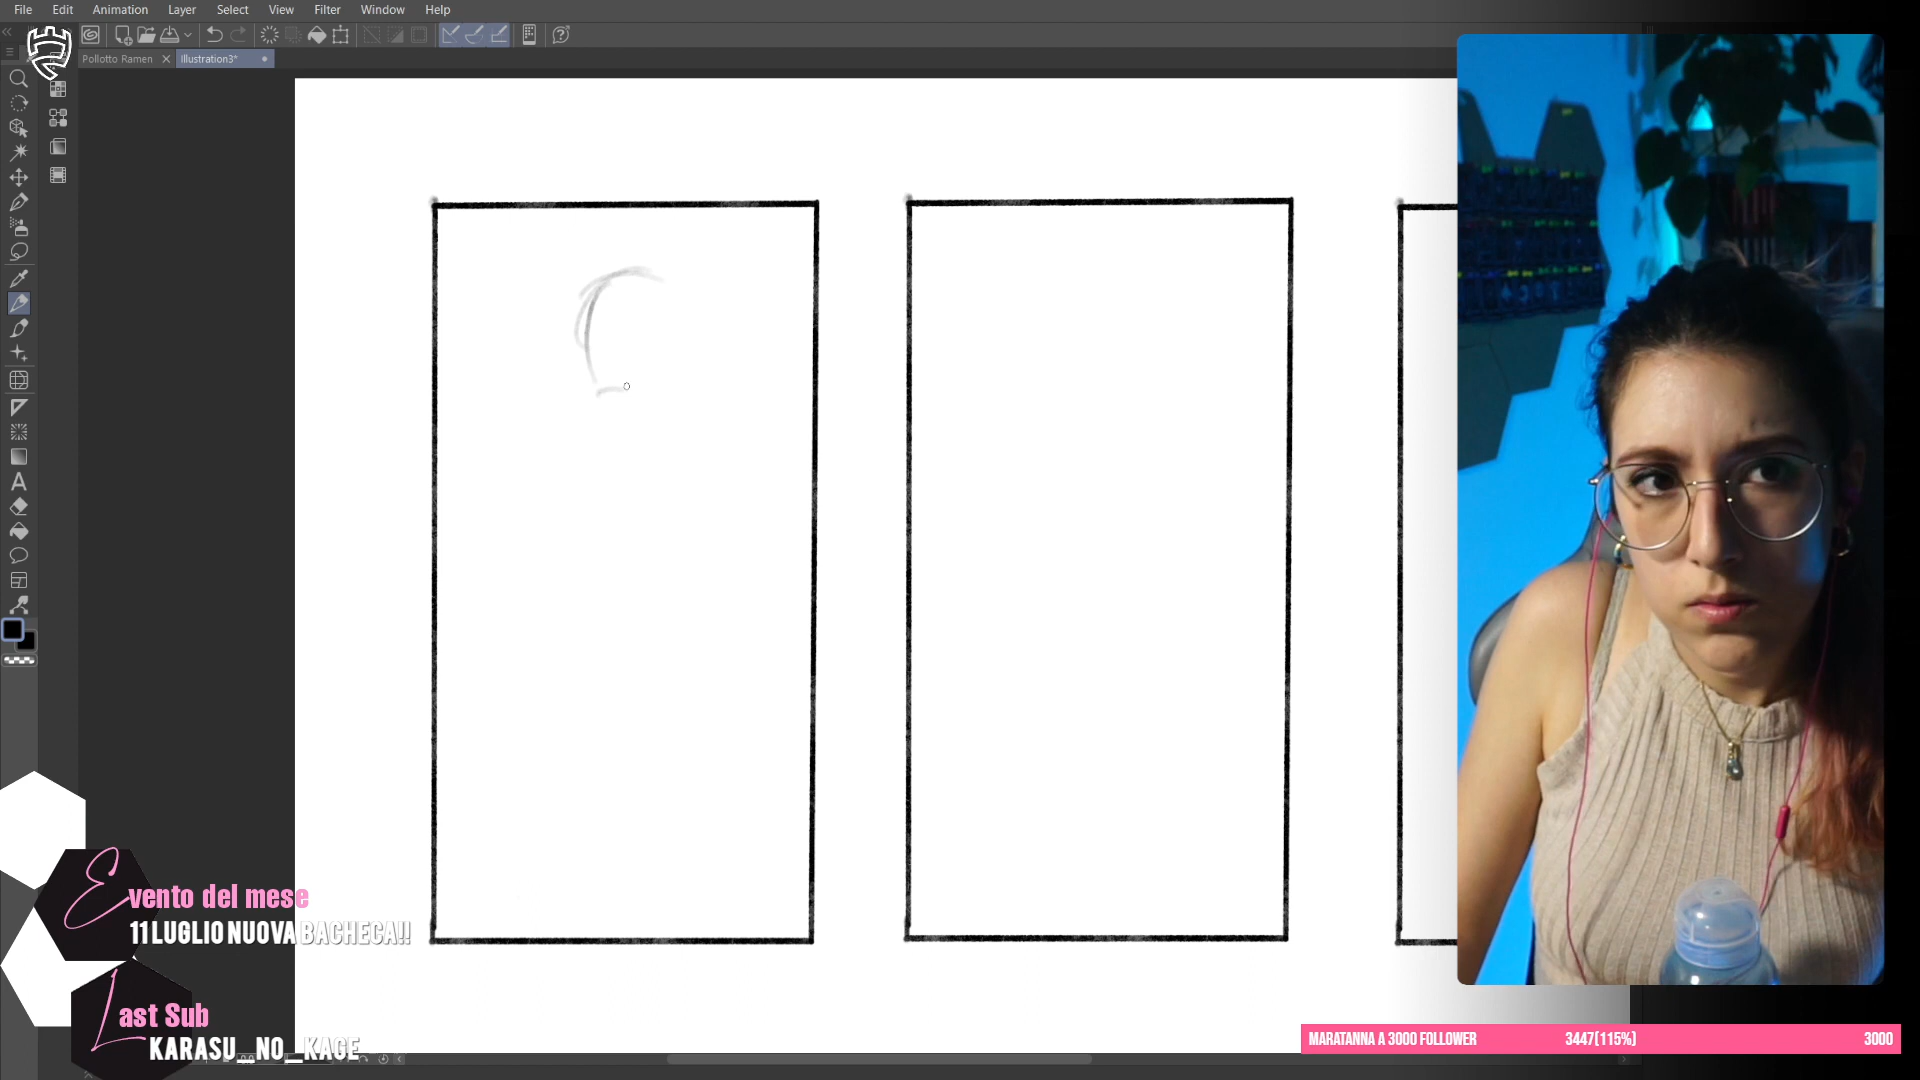 File Edit Animation Layer Select View Filter Window Help
Pollotto Ramen
Illustration3*
Evento del mese
11 LUGLIO NUOVA BACHECA!!
Last Sub
KARASU_NO_KAGE
MARATANNA A 3000 FOLLOWER 3447(115%) 3000